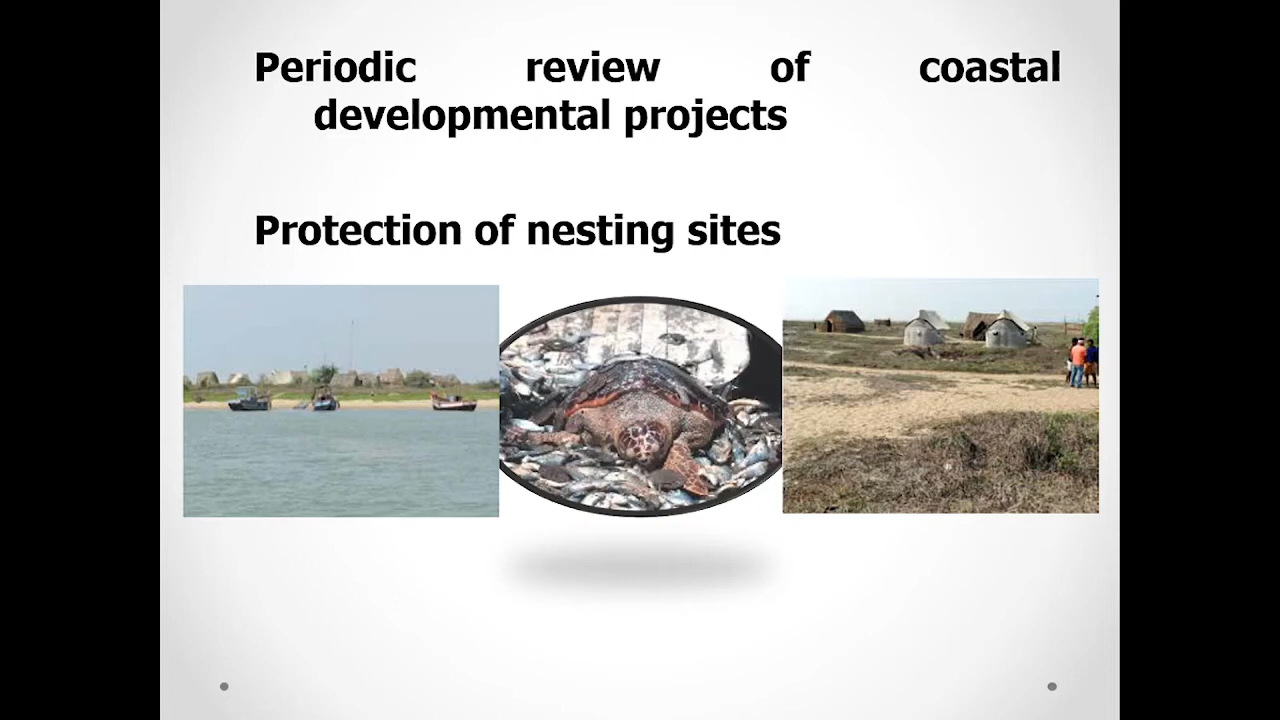 Periodic review of coastal
developmental projects
Protection of nesting sites